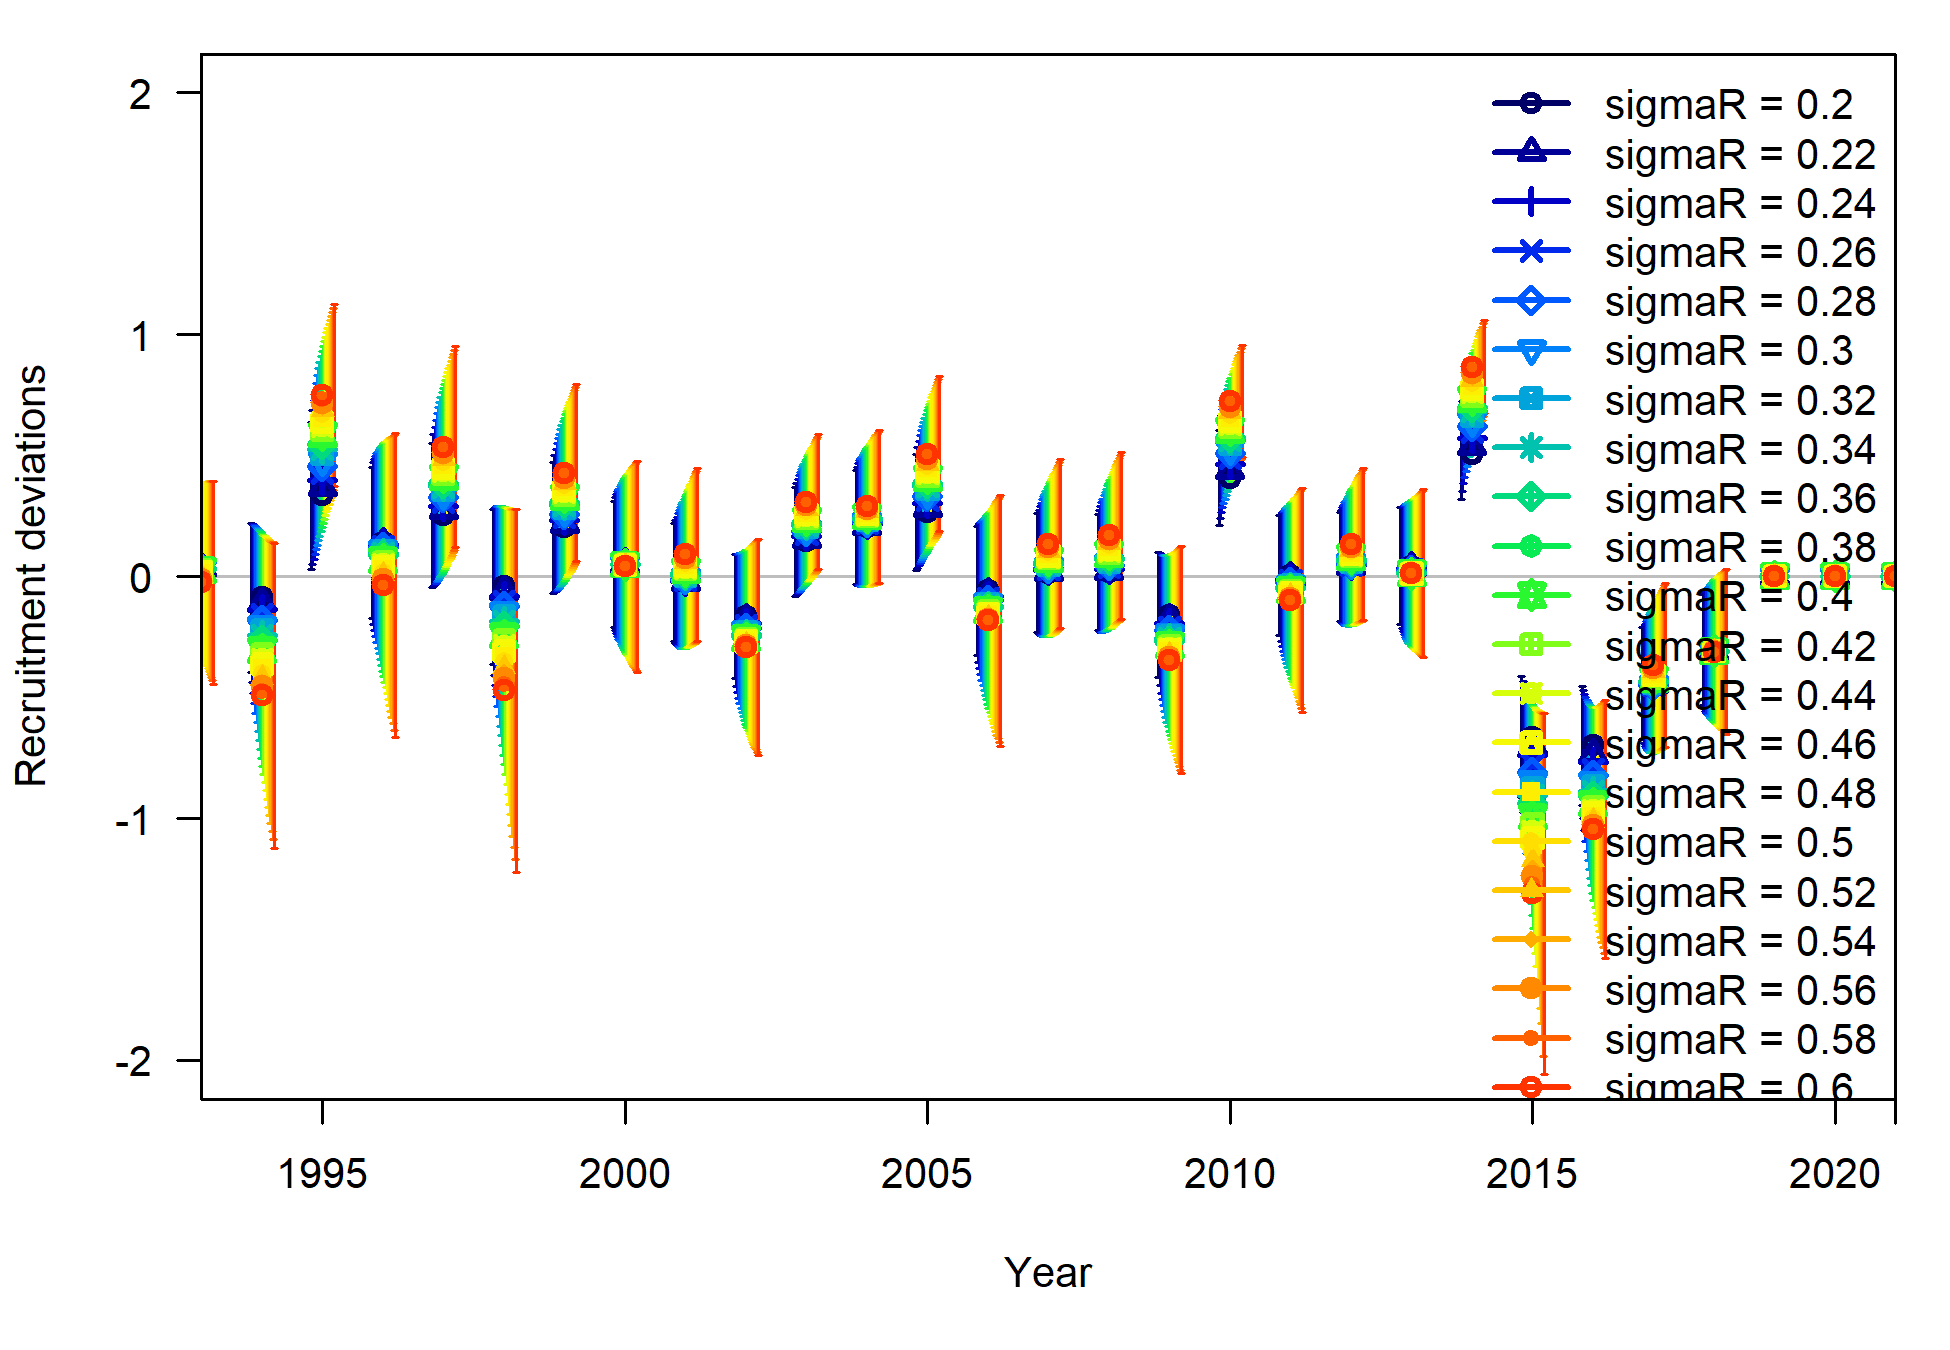 2
1
0
-1
-2
Recruitment deviations
sigmaR = 0.2
sigmaR = 0.22
sigmaR = 0.24
sigmaR = 0.26
sigmaR = 0.28
sigmaR = 0.3
sigmaR = 0.32
sigmaR = 0.34
sigmaR = 0.36
sigmaR = 0.38
sigmaR = 0.4
sigmaR = 0.42
sigmaR = 0.44
sigmaR = 0.46
sigmaR = 0.48
sigmaR = 0.5
sigmaR = 0.52
sigmaR = 0.54
sigmaR = 0.56
sigmaR = 0.58
sigmaR = 0.6
1995 2000 2005 2010 2015 2020
Year